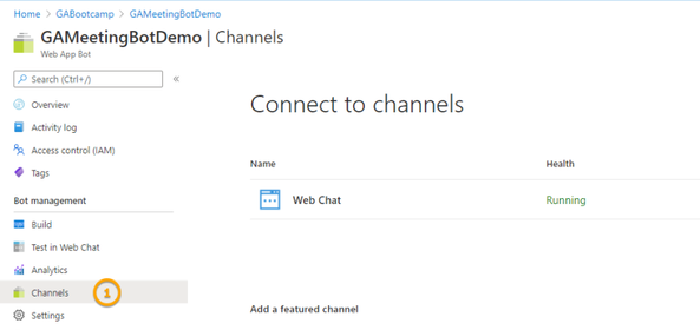 Home > GABootcamp > GAMeetingBotDemo
GAMeetingBotDemo | Channels
Web App Bot
Search (Ctrl+/)
«
Overview
Activity log
Access control (IAM)
Tags
Bot management
Build
Test in Web Chat
Analytics
Channels
1
Settings
Connect to channels
Name Health
Web Chat Running
Add a featured channel